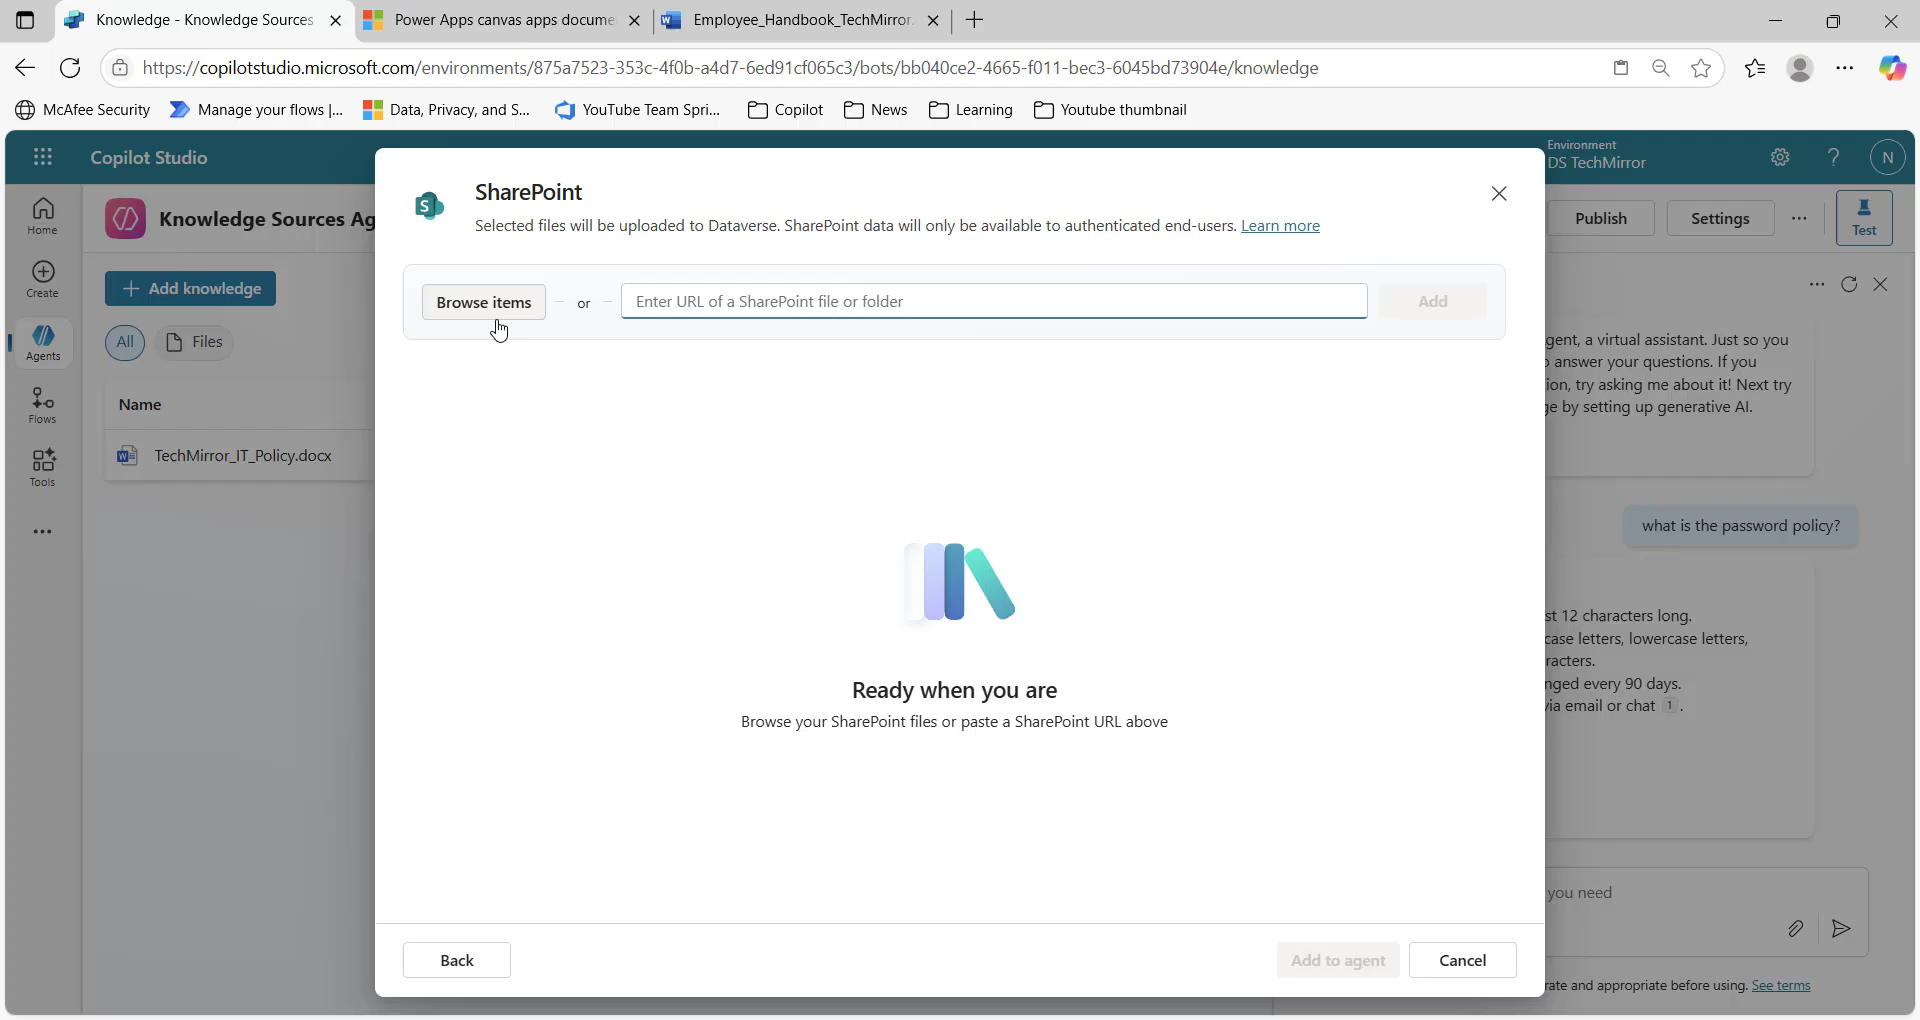 Knowledge - Knowledge Sources
Power Apps canvas apps docume
Employee_Handbook_TechMirror.
https://copilotstudio.microsoft.com/environments/875a7523-353c-4f0b-a4d7-6ed91cf065c3/bots/bb040ce2-4665-f011-bec3-6045bd73904e/knowledge
McAfee Security
Manage your flows |...
Data, Privacy, and S...
YouTube Team Spri...
Copilot
News
Learning
Youtube thumbnail
Copilot Studio
Environment
DS TechMirror
N
Home
Create
Agents
Flows
Tools
Knowledge Sources Ag
Publish
Settings
Test
+ Add knowledge
All
Files
Name
TechMirror_IT_Policy.docx
SharePoint
Selected files will be uploaded to Dataverse. SharePoint data will only be available to authenticated end-users. Learn more
Browse items
or
Enter URL of a SharePoint file or folder
Add
Ready when you are
Browse your SharePoint files or paste a SharePoint URL above
Back
Add to agent
Cancel
gent, a virtual assistant. Just so you
answer your questions. If you
ion, try asking me about it! Next try
ge by setting up generative AI.
what is the password policy?
st 12 characters long.
case letters, lowercase letters,
racters.
nged every 90 days.
via email or chat 1.
you need
rate and appropriate before using. See terms